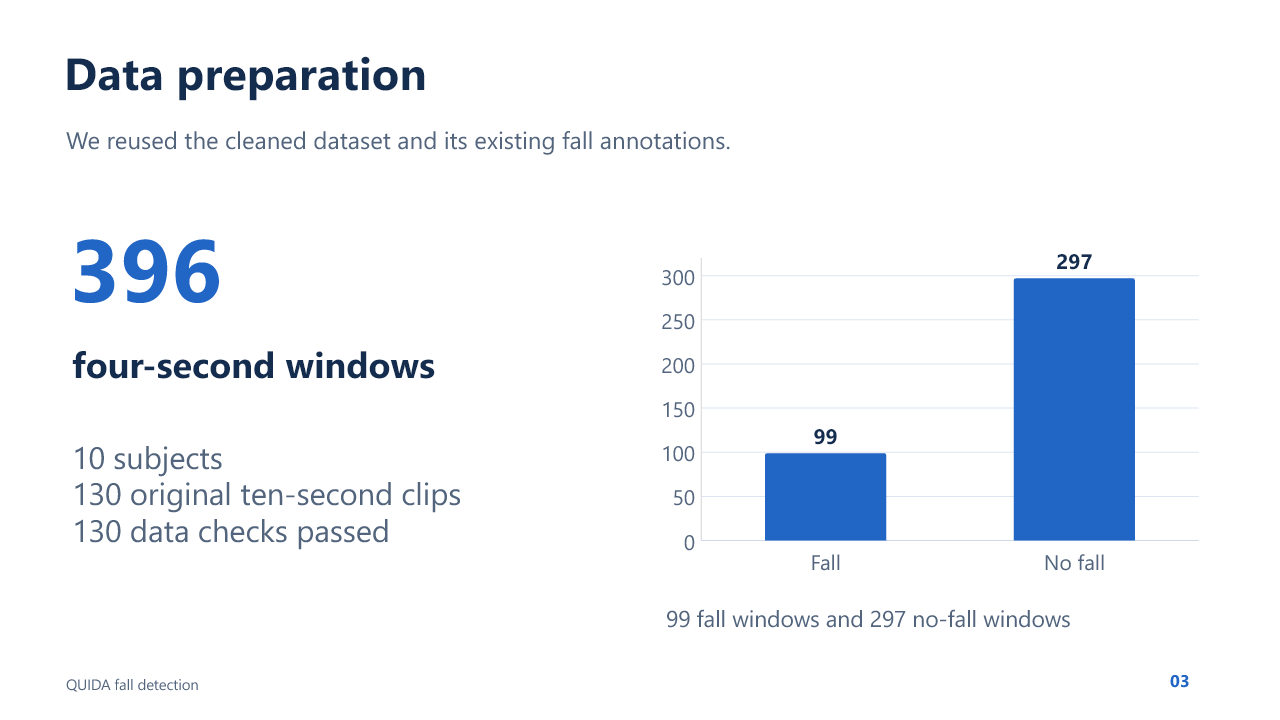 Data preparation
We reused the cleaned dataset and its existing fall annotations.
396
four-second windows
10 subjects
130 original ten-second clips
130 data checks passed
297
300
250
200
150
99
100
50
0
Fall
No fall
99 fall windows and 297 no-fall windows
QUIDA fall detection
03